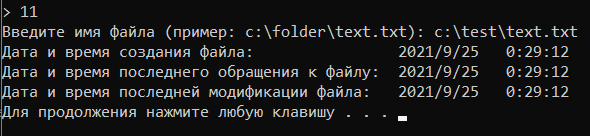 > 11
Введите имя файла (пример: c:\folder\text.txt): c:\test\text.txt
Дата и время создания файла: 2021/9/25 0:29:12
Дата и время последнего обращения к файлу: 2021/9/25 0:29:12
Дата и время последней модификации файла: 2021/9/25 0:29:12
Для продолжения нажмите любую клавишу . . .